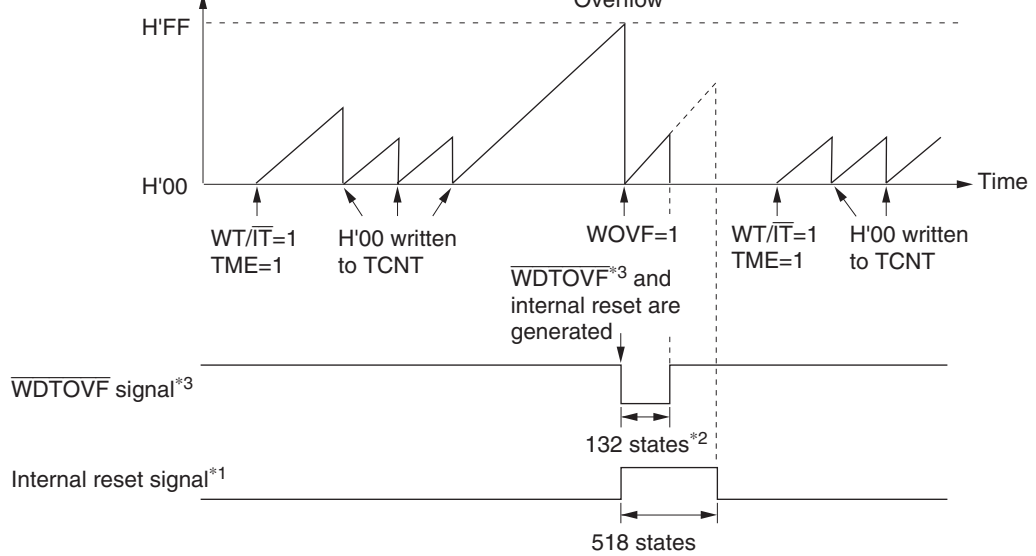 Overflow
H'FF
H'00
Time
WT/IT=1
TME=1
H'00 written
to TCNT
WOVF=1
WT/IT=1
TME=1
H'00 written
to TCNT
WDTOVF*3 and
internal reset are
generated
WDTOVF signal*3
132 states*2
Internal reset signal*1
518 states